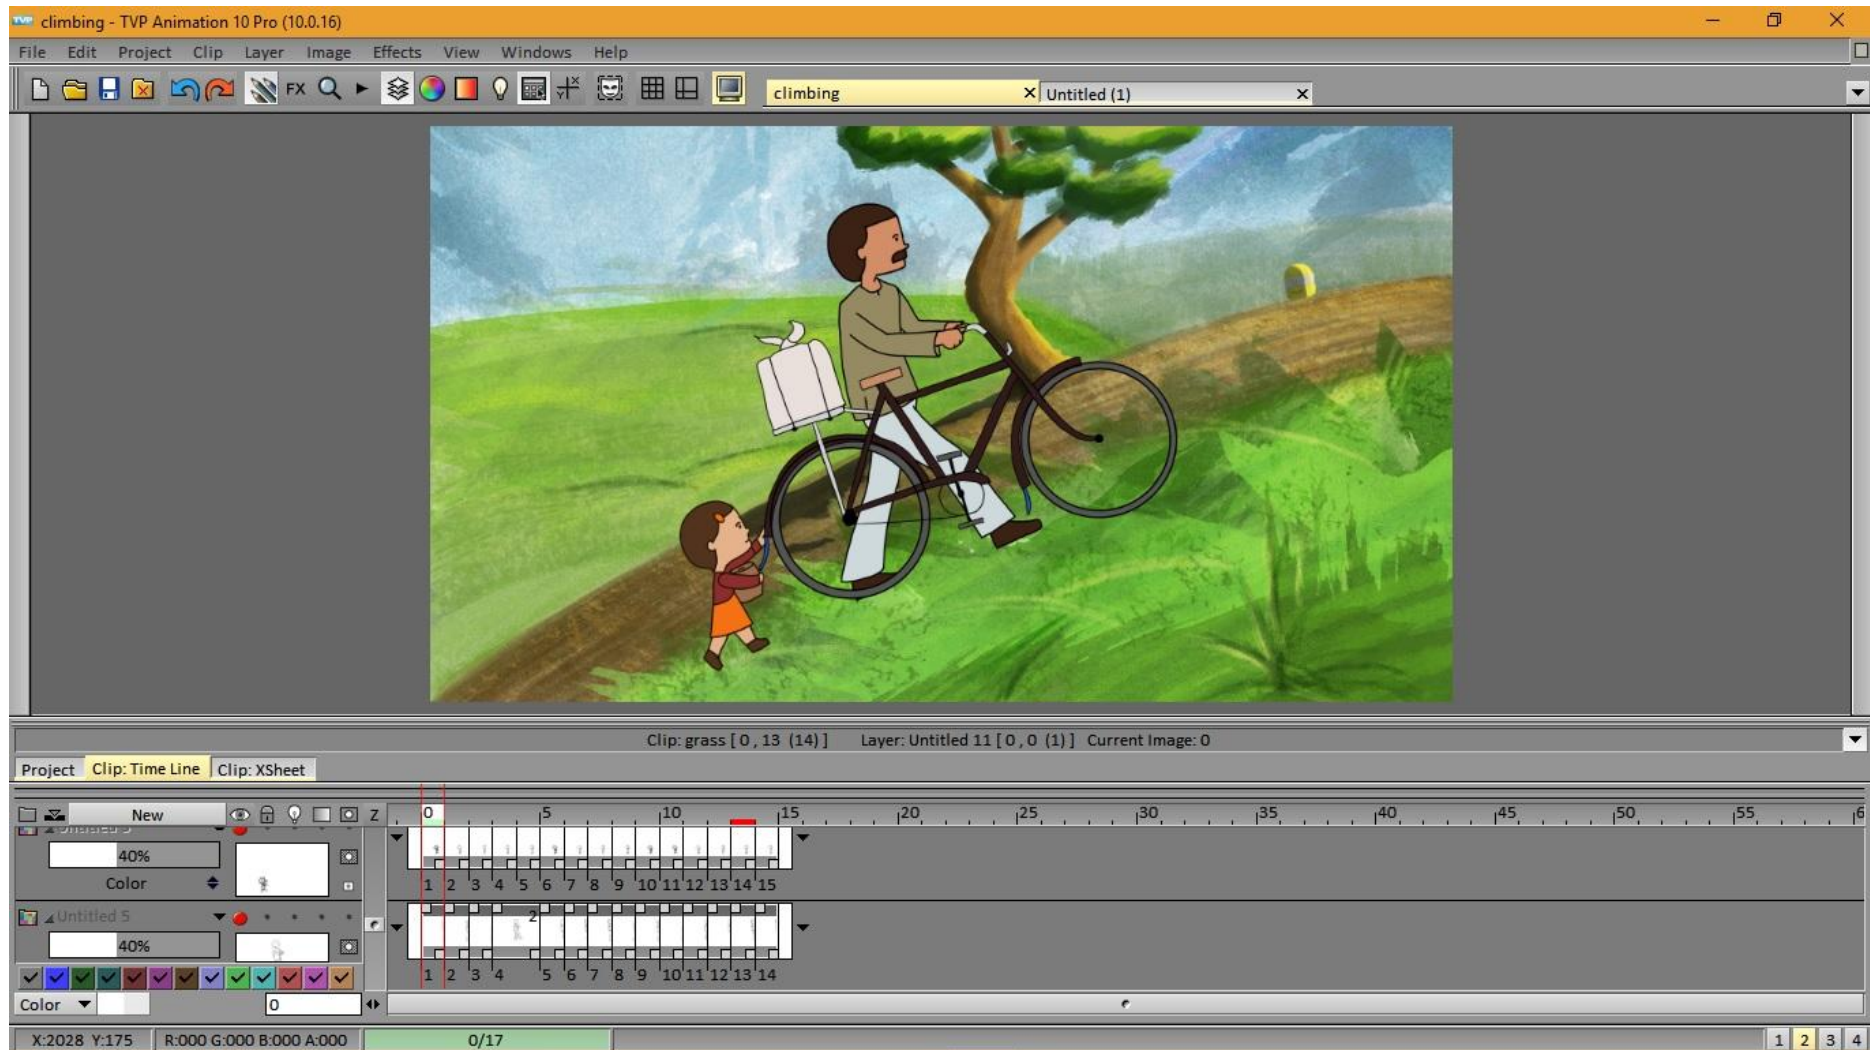 TVP climbing - TVP Animation 10 Pro (10.0.16)
File Edit Project Clip Layer Image Effects View Windows Help
FX climbing Untitled (1)
Clip: grass [ 0 , 13 (14) ] Layer: Untitled 11 [ 0 , 0 (1) ] Current Image: 0
Project Clip: Time Line Clip: XSheet
New Z 0 5 10 15 20 25 30 35 40 45 50 55 6
40%
Color 1 2 3 4 5 6 7 8 9 10 11 12 13 14 15
Untitled 5 2
40%
1 2 3 4 5 6 7 8 9 10 11 12 13 14
Color 0
X:2028 Y:175 R:000 G:000 B:000 A:000 0/17 1 2 3 4